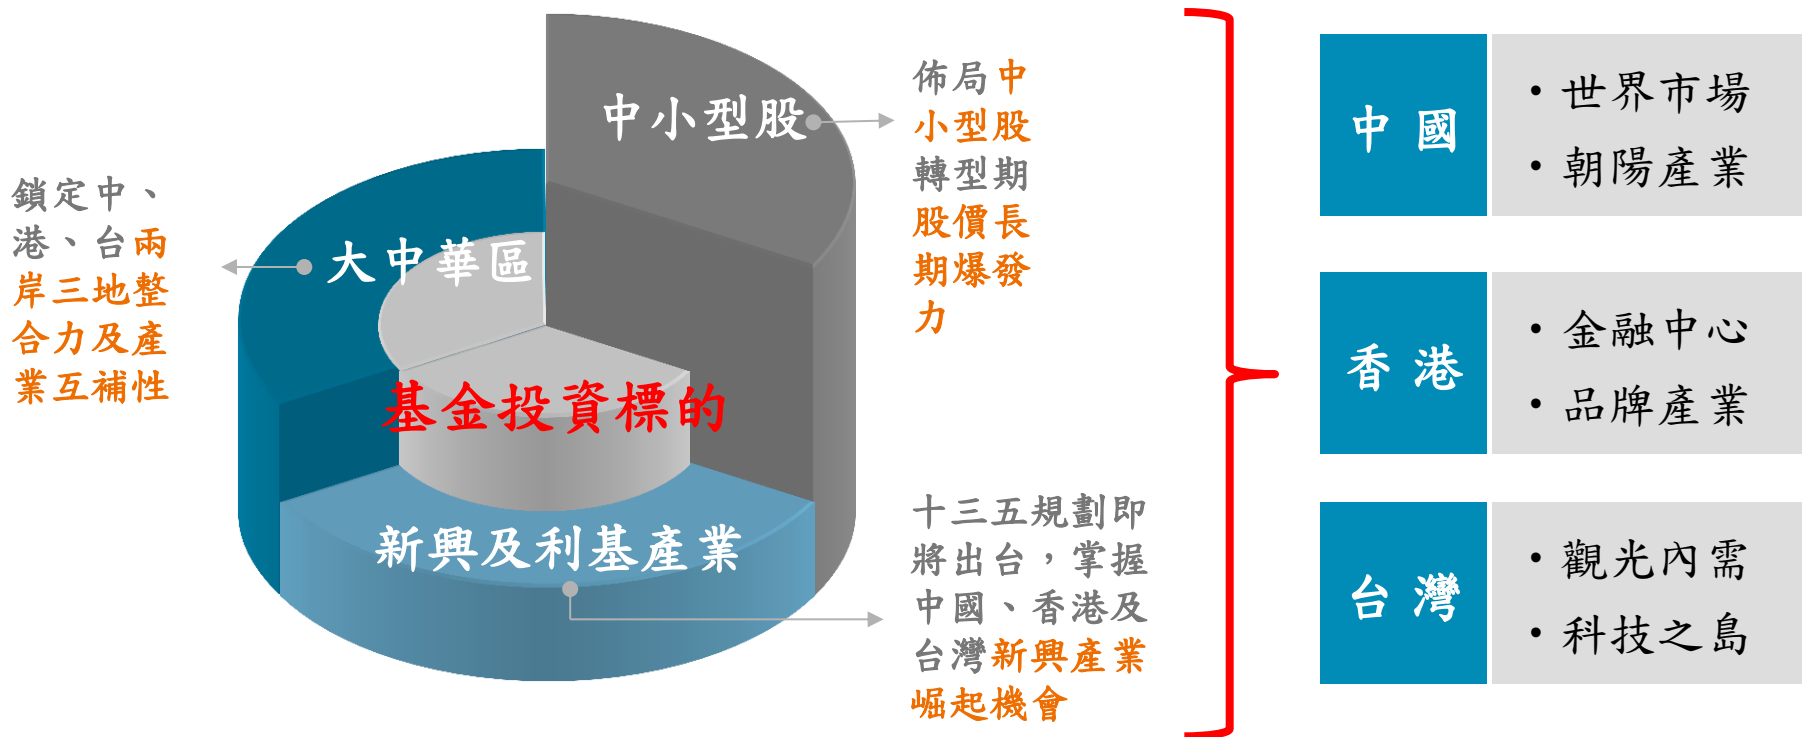 鎖定中、
港、台兩
岸三地整
合力及產
業互補性
中小型股
大中華區
基金投資標的
新興及利基產業
佈局中
小型股
轉型期
股價長
期爆發
力
十三五規劃即
將出台，掌握
中國、香港及
台灣新興產業
崛起機會
中國
•世界市場
•朝陽產業
香港
•金融中心
•品牌產業
台灣
•觀光內需
•科技之島